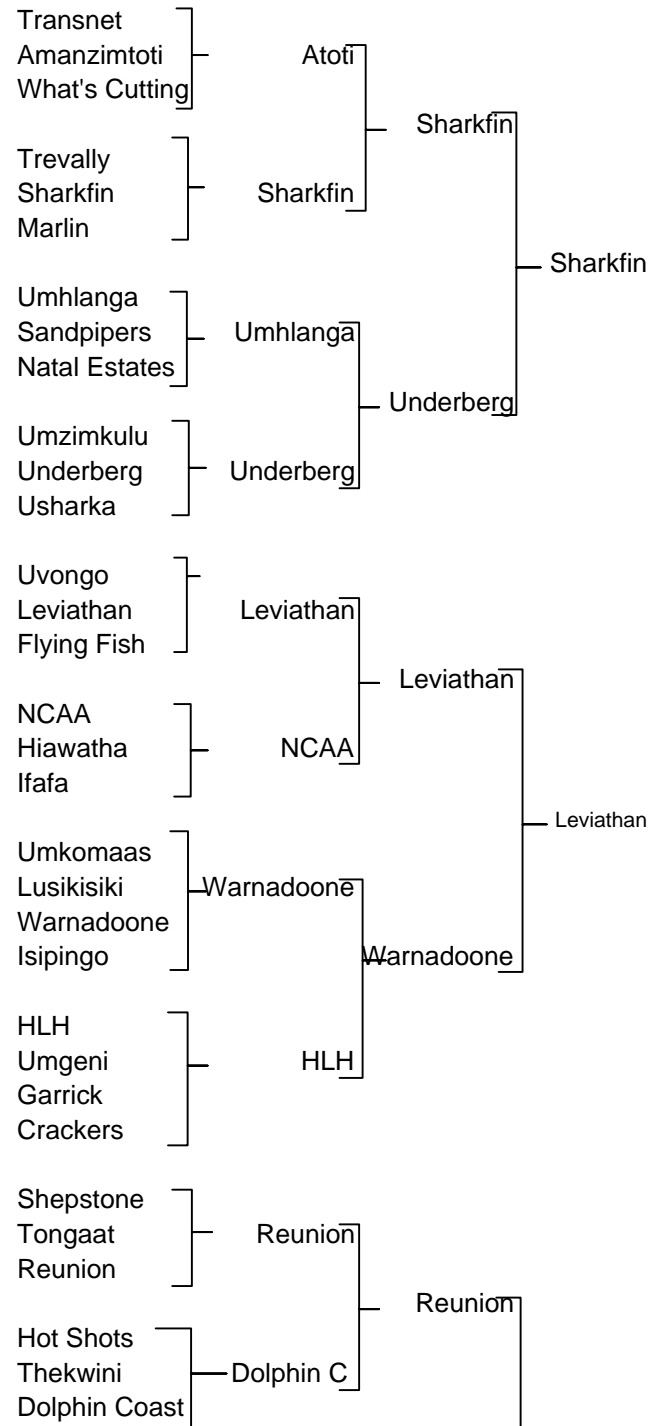 Transnet
Amanzimtoti
Atoti
What's Cutting
Sharkfin
Trevally
Sharkfin
Sharkfin
Marlin
Sharkfin
Umhlanga
Sandpipers
Umhlanga
Natal Estates
Underberg
Umzimkulu
Underberg
Underberg
Usharka
Uvongo
Leviathan
Leviathan
Flying Fish
Leviathan
NCAA
Hiawatha
NCAA
Ifafa
Leviathan
Umkomaas
Lusikisiki
Warnadoone
Warnadoone
Isipingo
Warnadoone
HLH
Umgeni
HLH
Garrick
Crackers
Shepstone
Tongaat
Reunion
Reunion
Reunion
Hot Shots
Thekwini
Dolphin C
Dolphin Coast